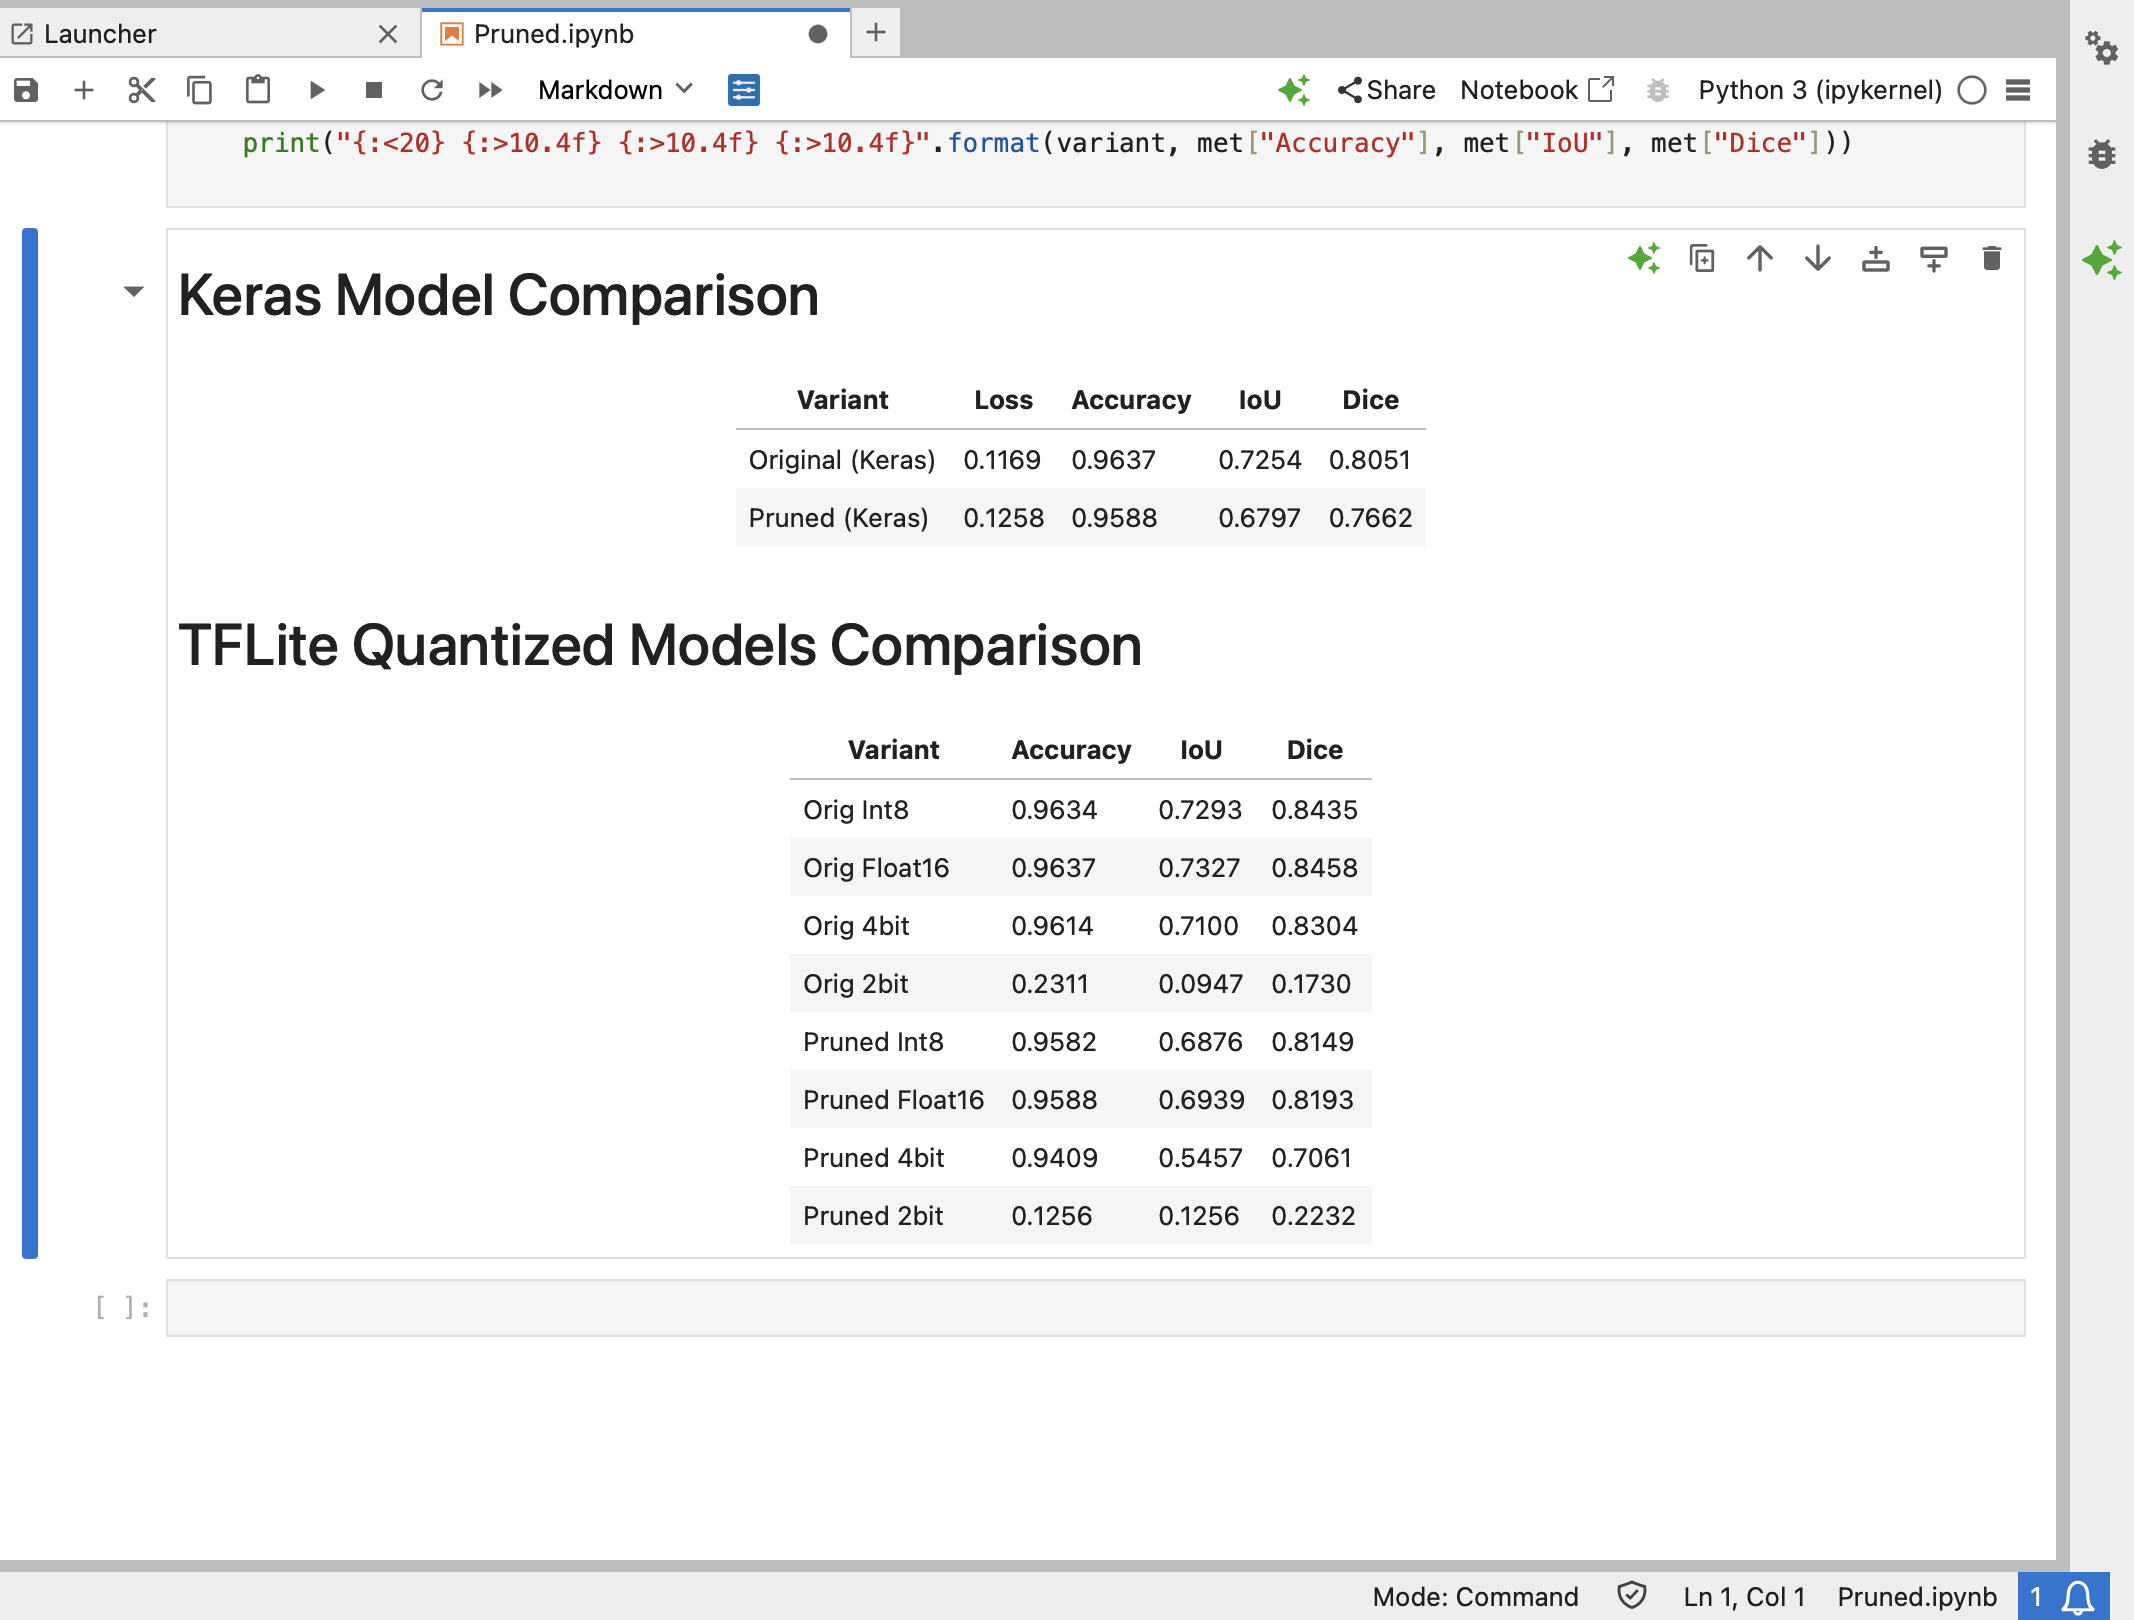 Launcher
Pruned.ipynb
Markdown
Share
Notebook
Python 3 (ipykernel)
print("{:<20} {:>10.4f} {:>10.4f} {:>10.4f}".format(variant, met["Accuracy"], met["IoU"], met["Dice"]))
Keras Model Comparison
Variant Loss Accuracy IoU Dice
Original (Keras) 0.1169 0.9637 0.7254 0.8051
Pruned (Keras) 0.1258 0.9588 0.6797 0.7662
TFLite Quantized Models Comparison
Variant Accuracy IoU Dice
Orig Int8 0.9634 0.7293 0.8435
Orig Float16 0.9637 0.7327 0.8458
Orig 4bit 0.9614 0.7100 0.8304
Orig 2bit 0.2311 0.0947 0.1730
Pruned Int8 0.9582 0.6876 0.8149
Pruned Float16 0.9588 0.6939 0.8193
Pruned 4bit 0.9409 0.5457 0.7061
Pruned 2bit 0.1256 0.1256 0.2232
[ ]:
Mode: Command
Ln 1, Col 1
Pruned.ipynb
1